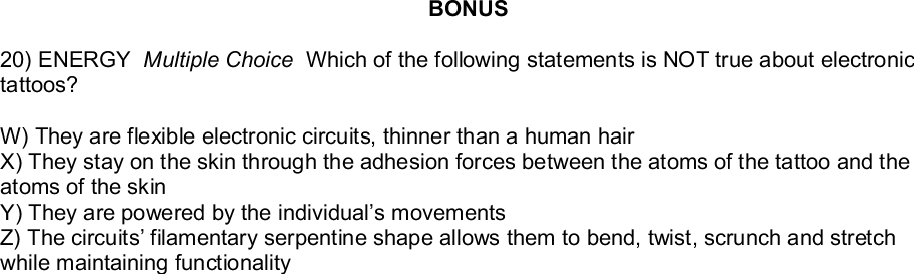 BONUS
20) ENERGY Multiple Choice Which of the following statements is NOT true about electronic
tattoos?
W) They are flexible electronic circuits, thinner than a human hair
X) They stay on the skin through the adhesion forces between the atoms of the tattoo and the
atoms of the skin
Y) They are powered by the individual’s movements
Z) The circuits’ filamentary serpentine shape allows them to bend, twist, scrunch and stretch
while maintaining functionality